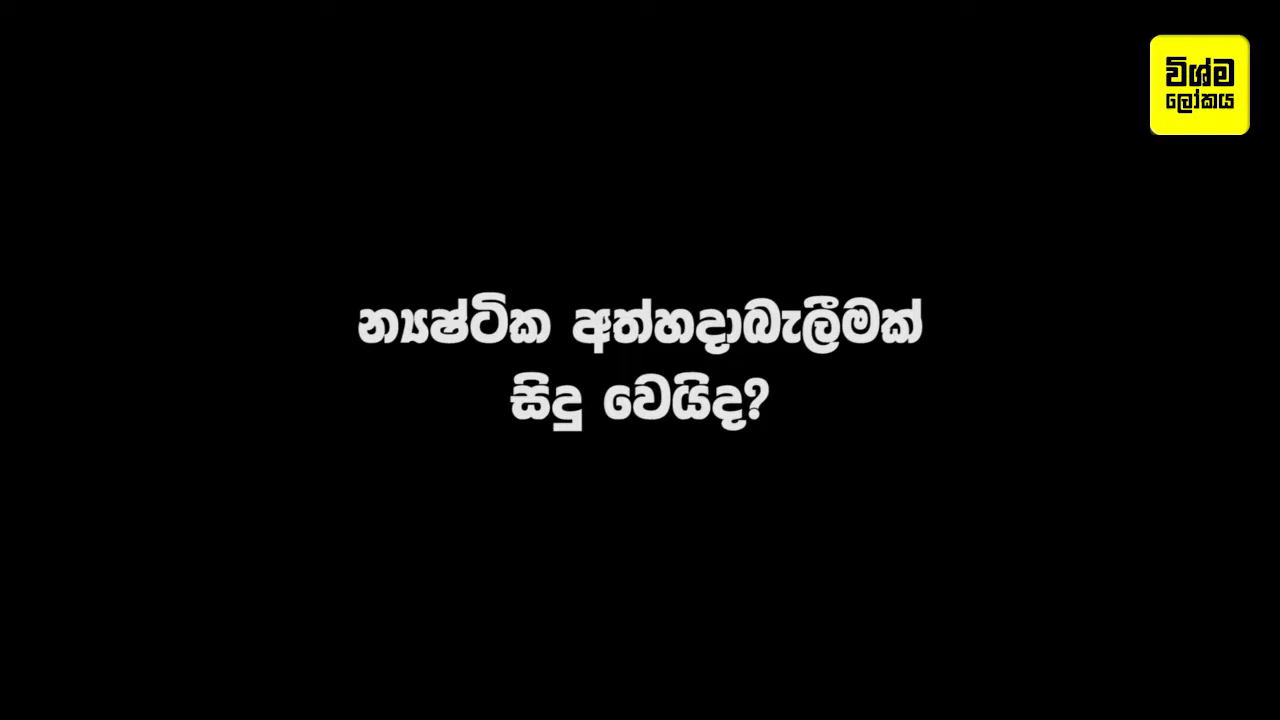 විශ්ම
ලෝකය
න්‍යෂ්ටික අත්හදාබැලීමක්
සිදු වෙයිද?